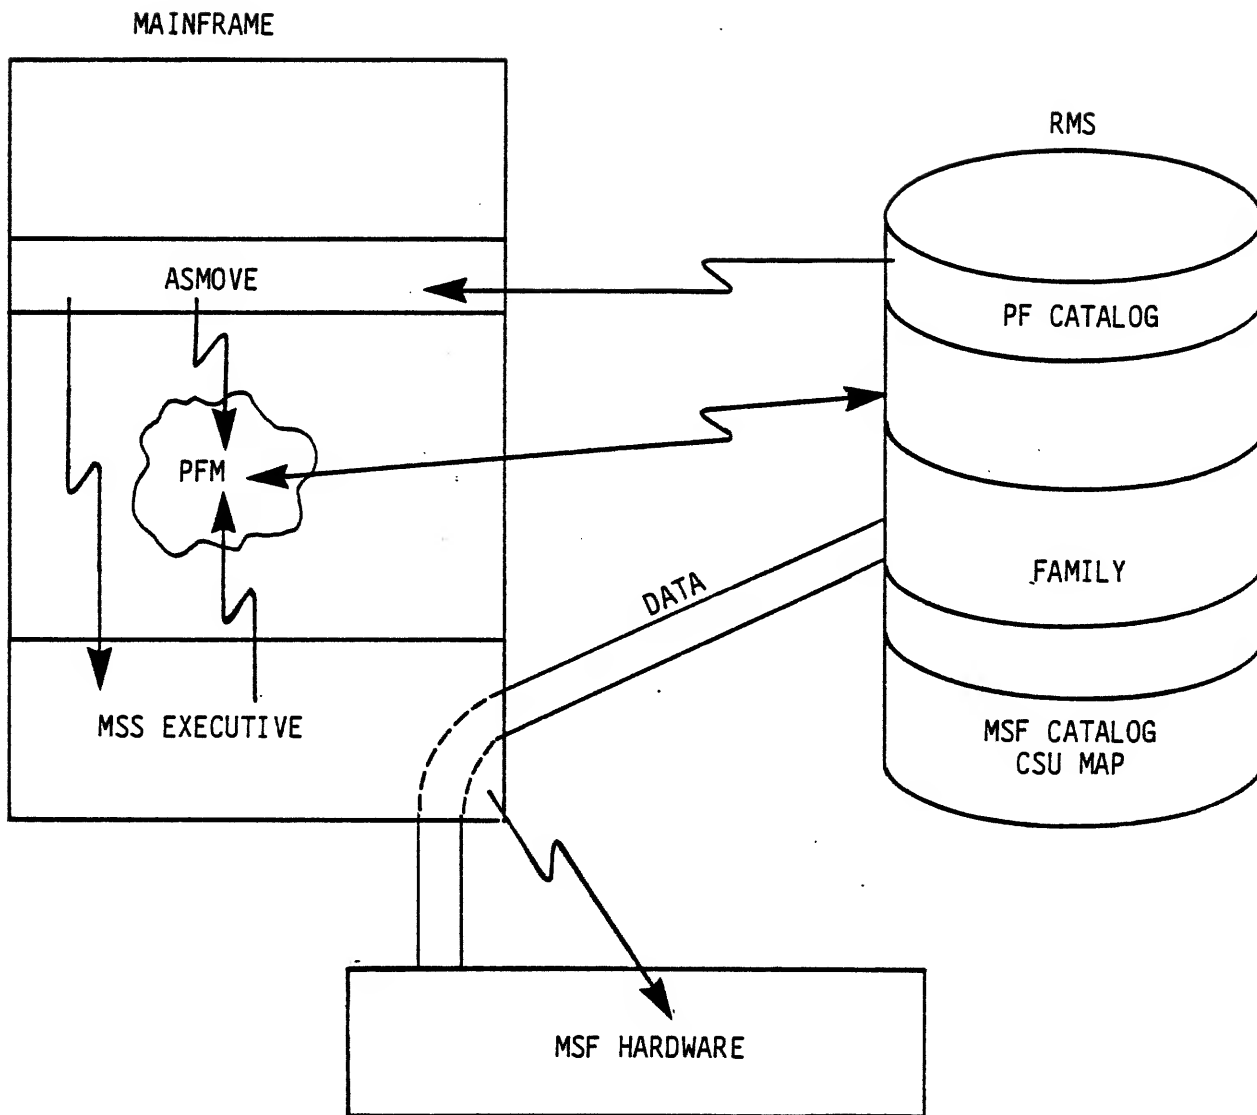 MAINFRAME
RMS
ASMOVE
PF CATALOG
PFM
DATA
FAMILY
MSS EXECUTIVE
MSF CATALOG
CSU MAP
MSF HARDWARE